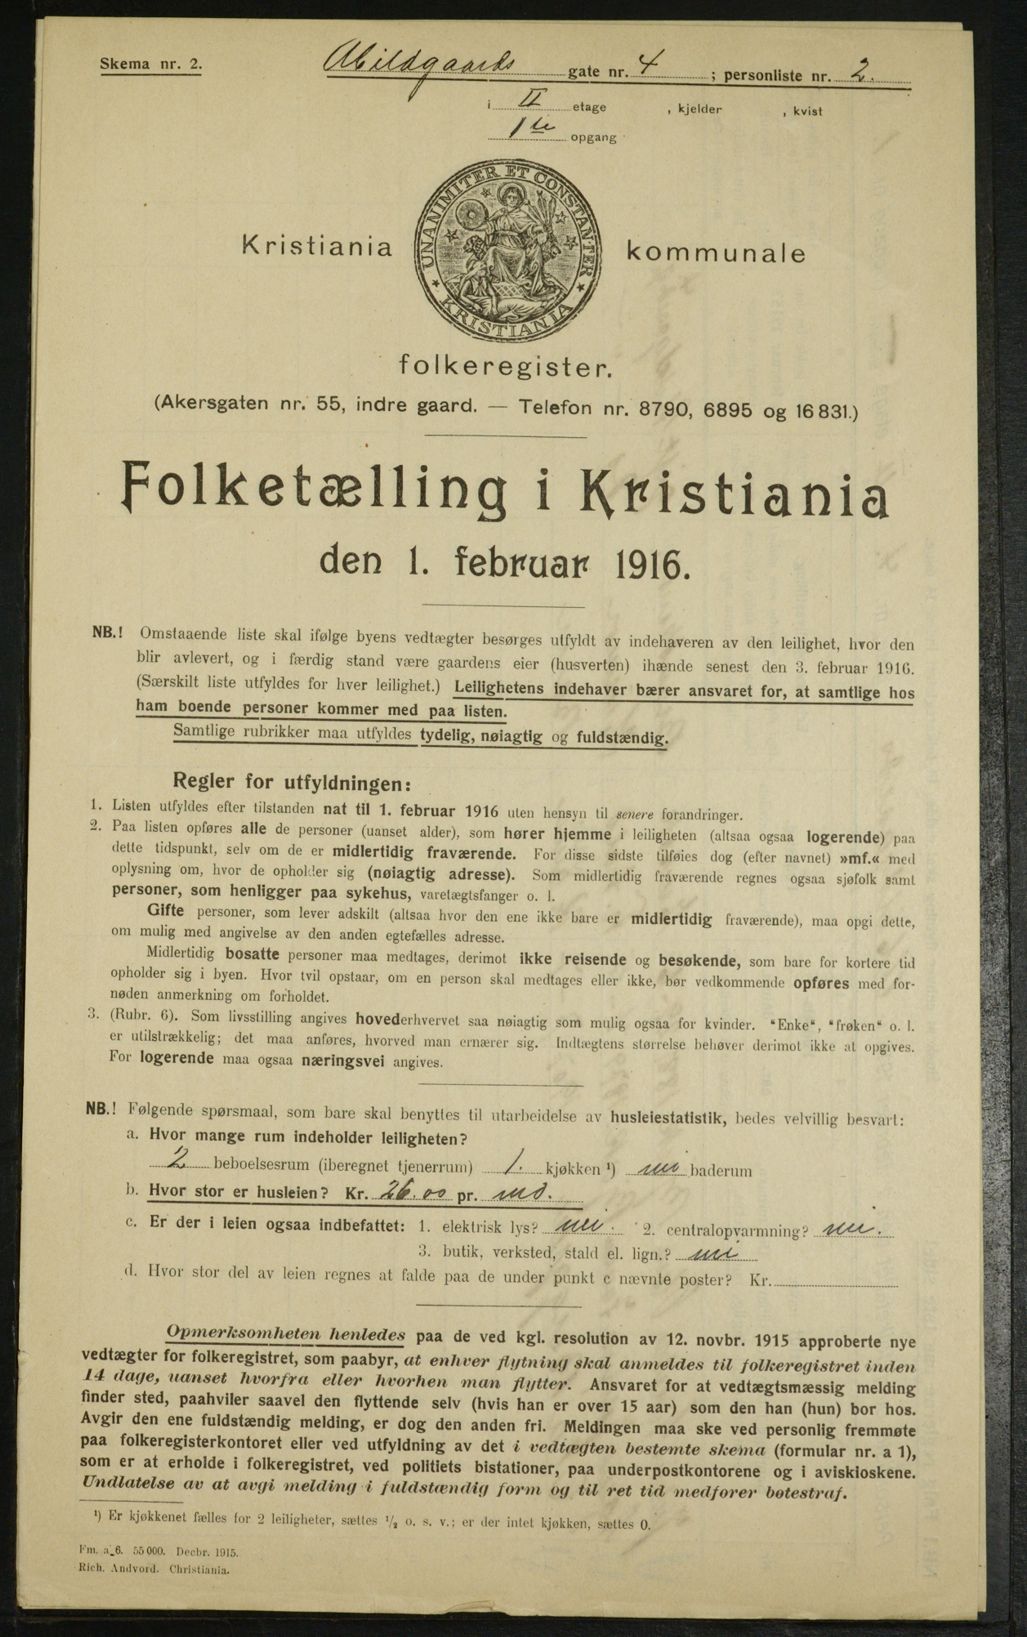 Skema nr. 2.
Abildgaards gate nr. 4 ; personliste nr. 2.
i II etage , kjelder , kvist
1ste opgang
UNANIMITER ET CONSTANTER
KRISTIANIA
Kristiania kommunale
folkeregister.
(Akersgaten nr. 55, indre gaard. — Telefon nr. 8790, 6895 og 16 831.)
Folketælling i Kristiania
den 1. februar 1916.
NB.! Omstaaende liste skal ifølge byens vedtægter besørges utfyldt av indehaveren av den leilighet, hvor den
blir avlevert, og i færdig stand være gaardens eier (husverten) ihænde senest den 3. februar 1916.
(Særskilt liste utfyldes for hver leilighet.) Leilighetens indehaver bærer ansvaret for, at samtlige hos
ham boende personer kommer med paa listen.
Samtlige rubrikker maa utfyldes tydelig, nøiagtig og fuldstændig.
Regler for utfyldningen:
1. Listen utfyldes efter tilstanden nat til 1. februar 1916 uten hensyn til senere forandringer.
2. Paa listen opføres alle de personer (uanset alder), som hører hjemme i leiligheten (altsaa ogsaa logerende) paa
dette tidspunkt, selv om de er midlertidig fraværende. For disse sidste tilføies dog (efter navnet) »mf.« med
oplysning om, hvor de opholder sig (nøiagtig adresse). Som midlertidig fraværende regnes ogsaa sjøfolk samt
personer, som henligger paa sykehus, varetægtsfanger o. l.
Gifte personer, som lever adskilt (altsaa hvor den ene ikke bare er midlertidig fraværende), maa opgi dette,
om mulig med angivelse av den anden egtefælles adresse.
Midlertidig bosatte personer maa medtages, derimot ikke reisende og besøkende, som bare for kortere tid
opholder sig i byen. Hvor tvil opstaar, om en person skal medtages eller ikke, bør vedkommende opføres med for-
nøden anmerkning om forholdet.
3. (Rubr. 6). Som livsstilling angives hovederhvervet saa nøiagtig som mulig ogsaa for kvinder. "Enke", "frøken" o. l.
er utilstrækkelig; det maa anføres, hvorved man ernærer sig. Indtægtens størrelse behøver derimot ikke at opgives.
For logerende maa ogsaa næringsvei angives.
NB.! Følgende spørsmaal, som bare skal benyttes til utarbeidelse av husleiestatistik, bedes velvillig besvart:
a. Hvor mange rum indeholder leiligheten?
2 beboelsesrum (iberegnet tjenerrum) 1. kjøkken ¹) nei baderum
b. Hvor stor er husleien? Kr. 26.00 pr. md.
c. Er der i leien ogsaa indbefattet: 1. elektrisk lys? nei. 2. centralopvarmning? nei.
3. butik, verksted, stald el. lign.? nei
d. Hvor stor del av leien regnes at falde paa de under punkt c nævnte poster? Kr.
Opmerksomheten henledes paa de ved kgl. resolution av 12. novbr. 1915 approberte nye
vedtægter for folkeregistret, som paabyr, at enhver flytning skal anmeldes til folkeregistret inden
14 dage, uanset hvorfra eller hvorhen man flytter. Ansvaret for at vedtægtsmæssig melding
finder sted, paahviler saavel den flyttende selv (hvis han er over 15 aar) som den han (hun) bor hos.
Avgir den ene fuldstændig melding, er dog den anden fri. Meldingen maa ske ved personlig fremmøte
paa folkeregisterkontoret eller ved utfyldning av det i vedtægten bestemte skema (formular nr. a 1),
som er at erholde i folkeregistret, ved politiets bistationer, paa underpostkontorene og i aviskioskene.
Undlatelse av at avgi melding i fuldstændig form og til ret tid medfører bøtestraf.
¹) Er kjøkkenet fælles for 2 leiligheter, sættes ¹/₂ o. s. v.; er der intet kjøkken, sættes 0.
Fm. a_6. 55 000. Decbr. 1915.
Rich. Andvord. Christiania.